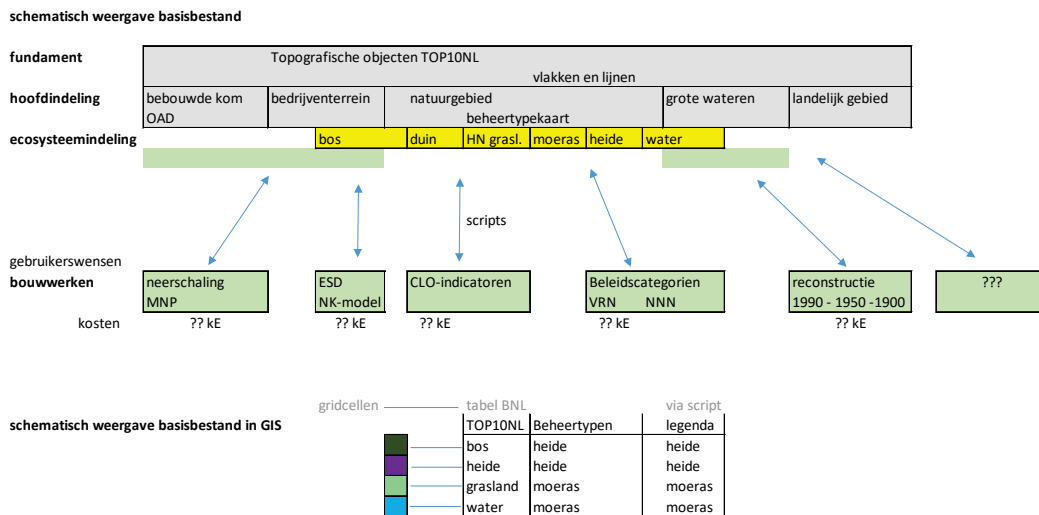 schematisch weergave basisbestand
fundament Topografische objecten TOP10NL
vlakken en lijnen
hoofdindeling bebouwde kom bedrijventerrein natuurgebied grote wateren landelijk gebied
OAD beheertypekaart
ecosysteemindeling bos duin HN grasl. moeras heide water
scripts
gebruikerswensen
bouwwerken neerschaling ESD CLO-indicatoren Beleidscategorien reconstructie ???
MNP NK-model VRN NNN 1990 - 1950 -1900
kosten ?? kE ?? kE ?? kE ?? kE ?? kE
gridcellen tabel BNL via script
schematisch weergave basisbestand in GIS TOP10NL Beheertypen legenda
bos heide heide
heide heide heide
grasland moeras moeras
water moeras moeras